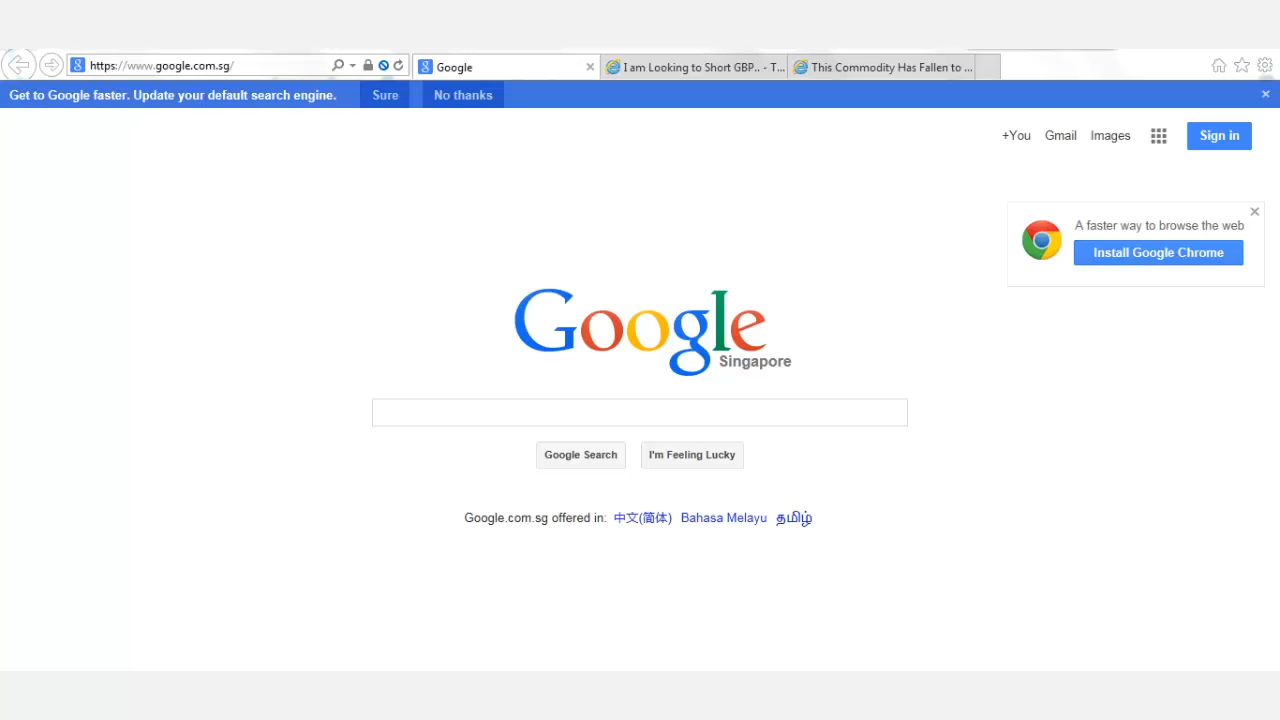 https://www.google.com.sg/ Google I am Looking to Short GBP.. - T... This Commodity Has Fallen to ...
Get to Google faster. Update your default search engine. Sure No thanks
+You Gmail Images Sign in
A faster way to browse the web
Install Google Chrome
Google
Singapore
Google Search I'm Feeling Lucky
Google.com.sg offered in: 中文(简体) Bahasa Melayu தமிழ்